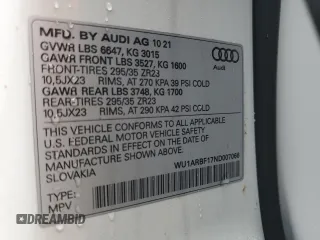 MFD. BY AUDI AG 10 21
GVWR LBS 6647, KG 3015
GAWR FRONT LBS 3527, KG 1600
FRONT-TIRES 295/35 ZR23
10,5JX23 RIMS, AT 270 KPA 39 PSI COLD
GAWR REAR LBS 3748, KG 1700
REAR-TIRES 295/35 ZR23
10,5JX23 RIMS, AT 290 KPA 42 PSI COLD
Audi
THIS VEHICLE CONFORMS TO ALL APPLICABLE
FEDERAL MOTOR VEHICLE SAFETY AND THEFT
PREVENTION STANDARDS IN EFFECT ON THE DATE OF
MANUFACTURE SHOWN ABOVE.
SLOVAKIA WU1ARBF17ND007066
TYPE:
MPV
DREAMBID